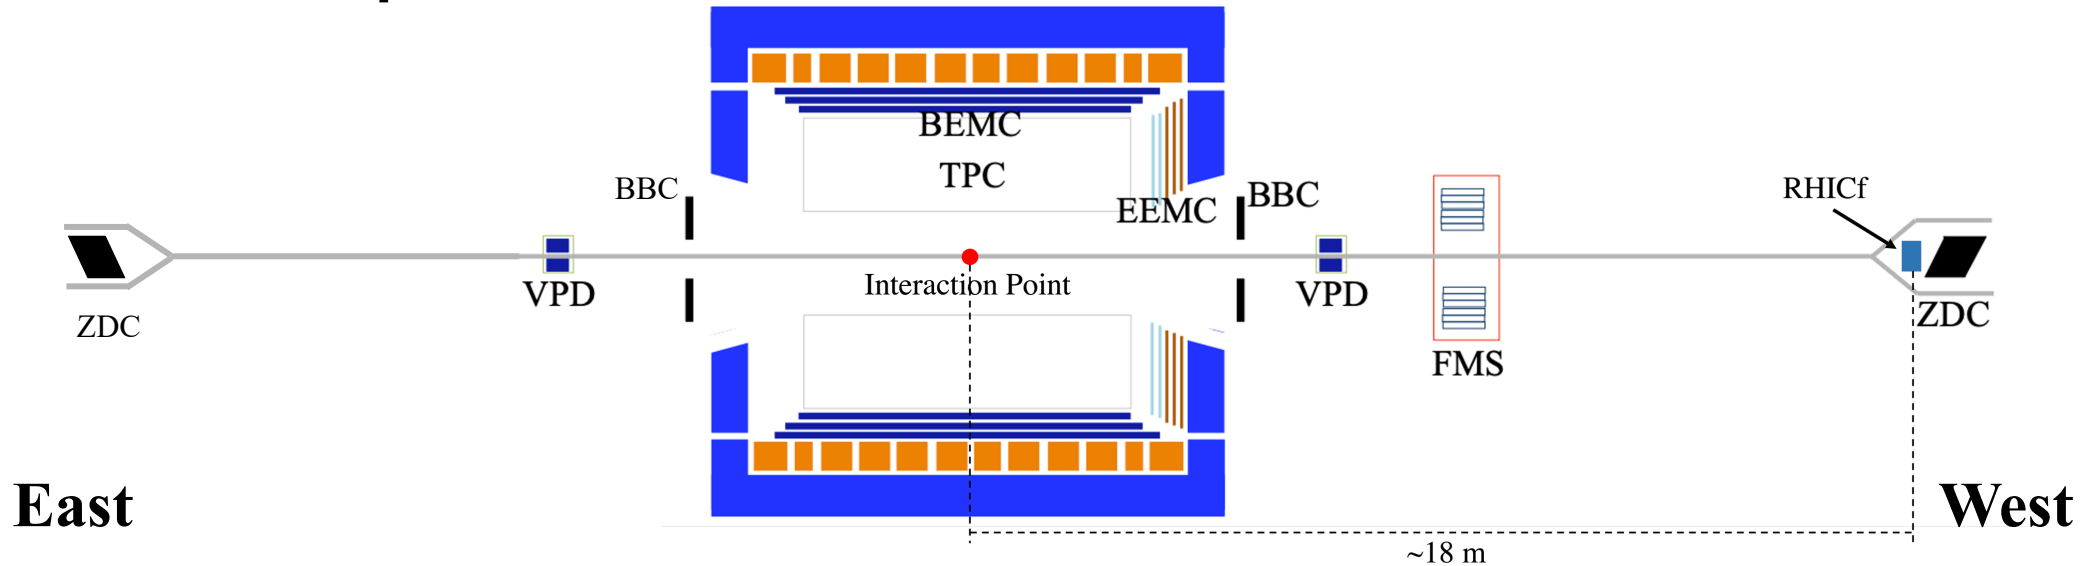 BEMC
TPC
BBC
EEMC
BBC
RHICf
VPD
Interaction Point
VPD
FMS
ZDC
ZDC
East
West
~18 m